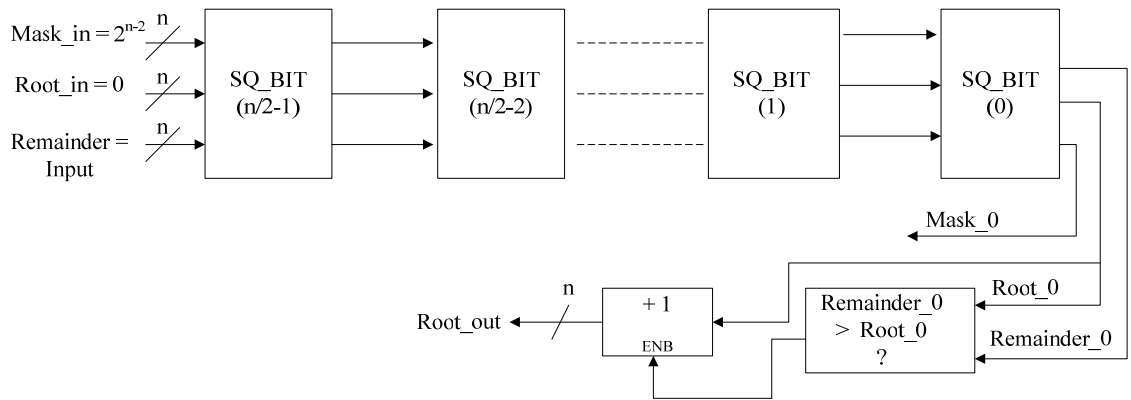 Mask_in = 2^{n-2}
n
Root_in = 0
n
Remainder =
Input
n
SQ_BIT
(n/2-1)
SQ_BIT
(n/2-2)
SQ_BIT
(1)
SQ_BIT
(0)
Mask_0
Root_0
Remainder_0
Remainder_0
> Root_0
?
+ 1
ENB
n
Root_out